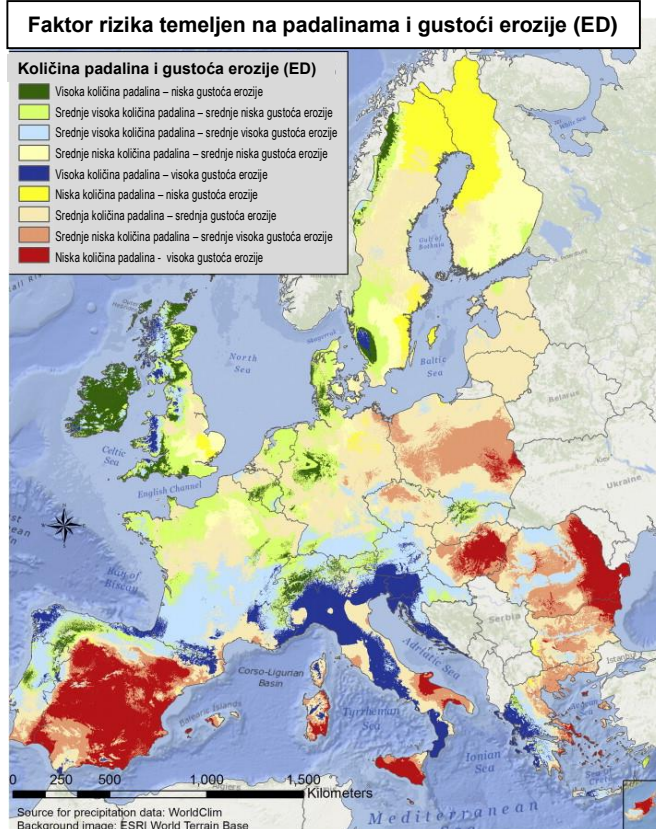 Faktor rizika temeljen na padalinama i gustoći erozije (ED)
Količina padalina i gustoća erozije (ED)
Visoka količina padalina – niska gustoća erozije
Srednje visoka količina padalina – srednje niska gustoća erozije
Srednje visoka količina padalina – srednje visoka gustoća erozije
Srednje niska količina padalina – srednje niska gustoća erozije
Visoka količina padalina – visoka gustoća erozije
Niska količina padalina – niska gustoća erozije
Srednja količina padalina – srednja gustoća erozije
Srednje niska količina padalina – srednje visoka gustoća erozije
Niska količina padalina - visoka gustoća erozije
White
Sea
Gulf of
Bothnia
North
Sea
Baltic
Sea
Belarus
Celtic
Sea
English Channel
Ukraine
Bay of
Biscay
Serbia
Adriatic Sea
Istanbul
Corso-Ligurian
Basin
Balearic Islands
Tyrrhenian
Sea
Ionian
Sea
0 250 500 1,000 1,500
Kilometers
Algiers
Mediterranean
Source for precipitation data: WorldClim
Background image: ESRI World Terrain Base